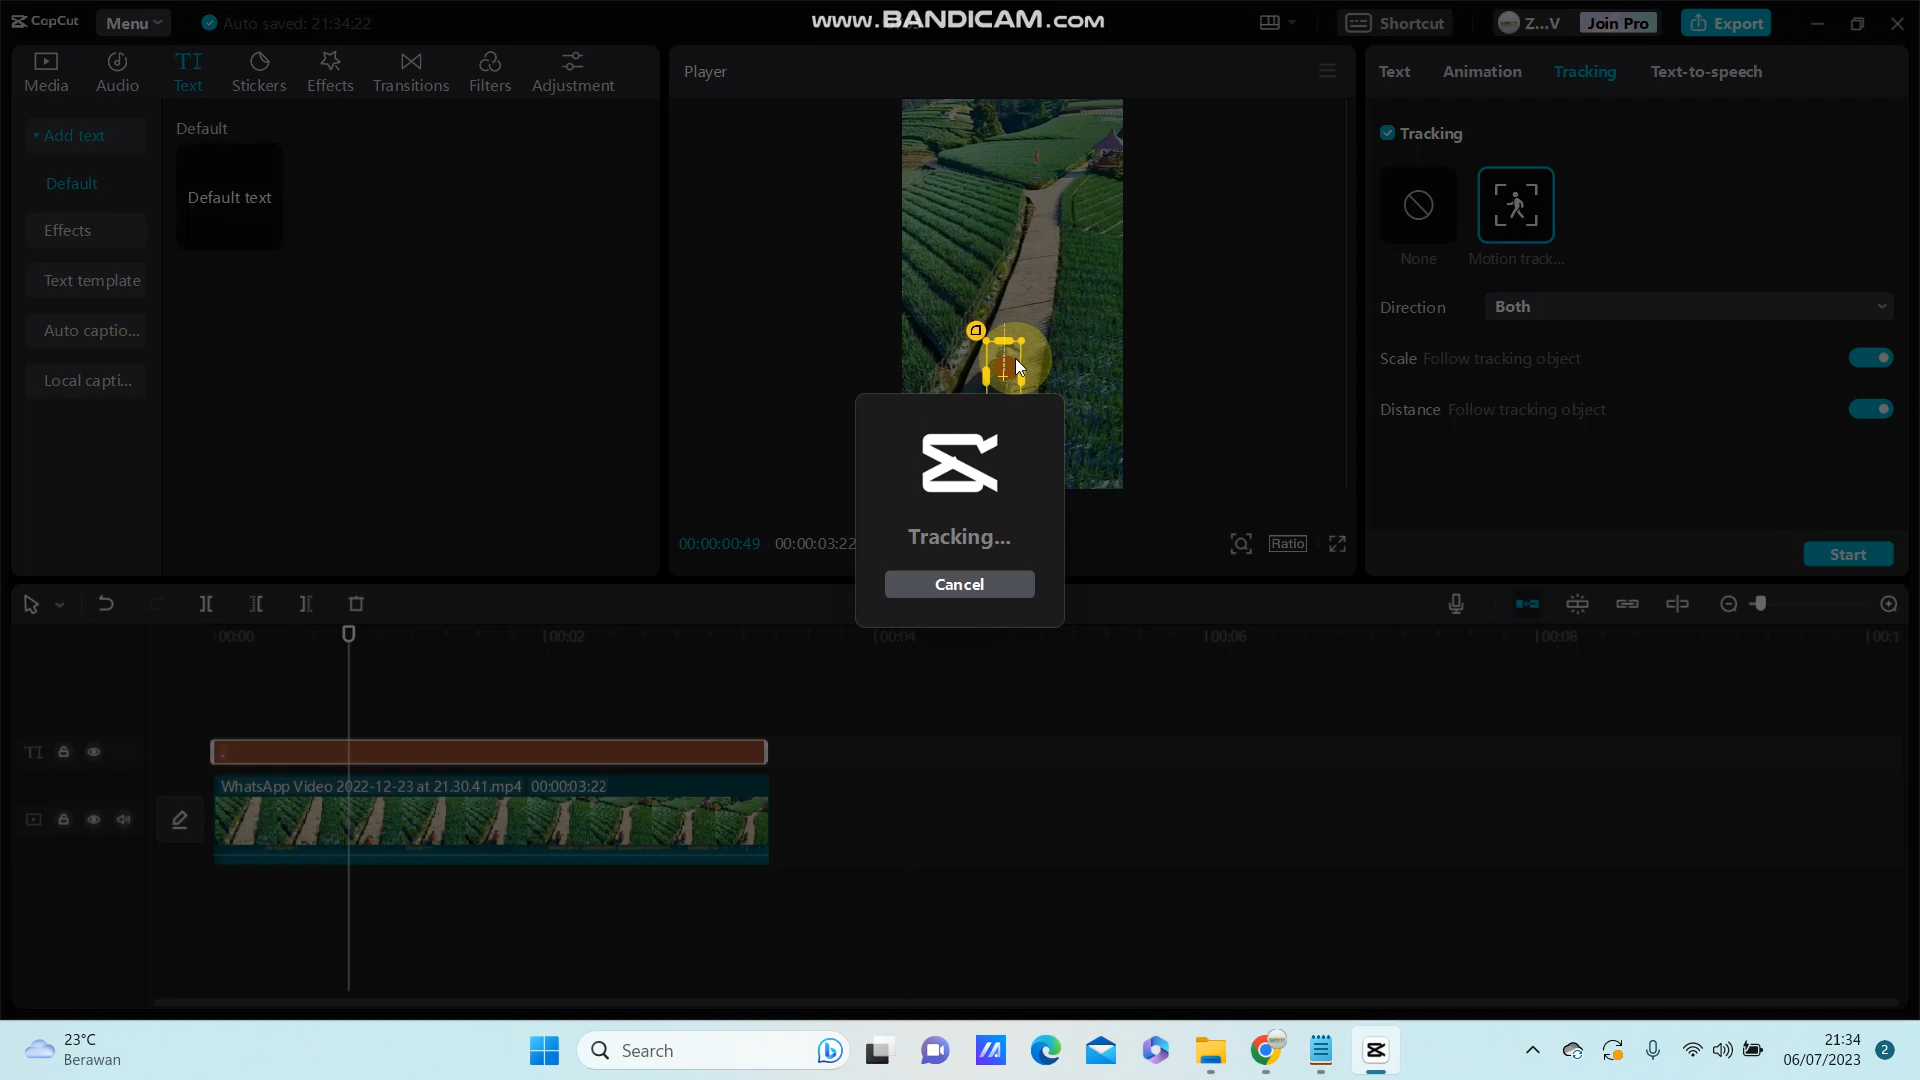 CapCut
Menu
Auto saved: 21:34:22
www.BANDICAM.com
Shortcut
Z...V
Join Pro
Export
Media
Audio
TI
Text
Stickers
Effects
Transitions
Filters
Adjustment
Player
Text
Animation
Tracking
Text-to-speech
Add text
Default
Effects
Text template
Auto captio...
Local capti...
Default
Default text
Tracking
None
Motion track...
Direction
Both
Scale Follow tracking object
Distance Follow tracking object
Start
Tracking...
Cancel
00:00:00:49
00:00:03:22
Ratio
00:00
00:02
00:04
00:06
00:08
00:1
TI
WhatsApp Video 2022-12-23 at 21.30.41.mp4 00:00:03:22
23°C
Berawan
Search
21:34
06/07/2023
2